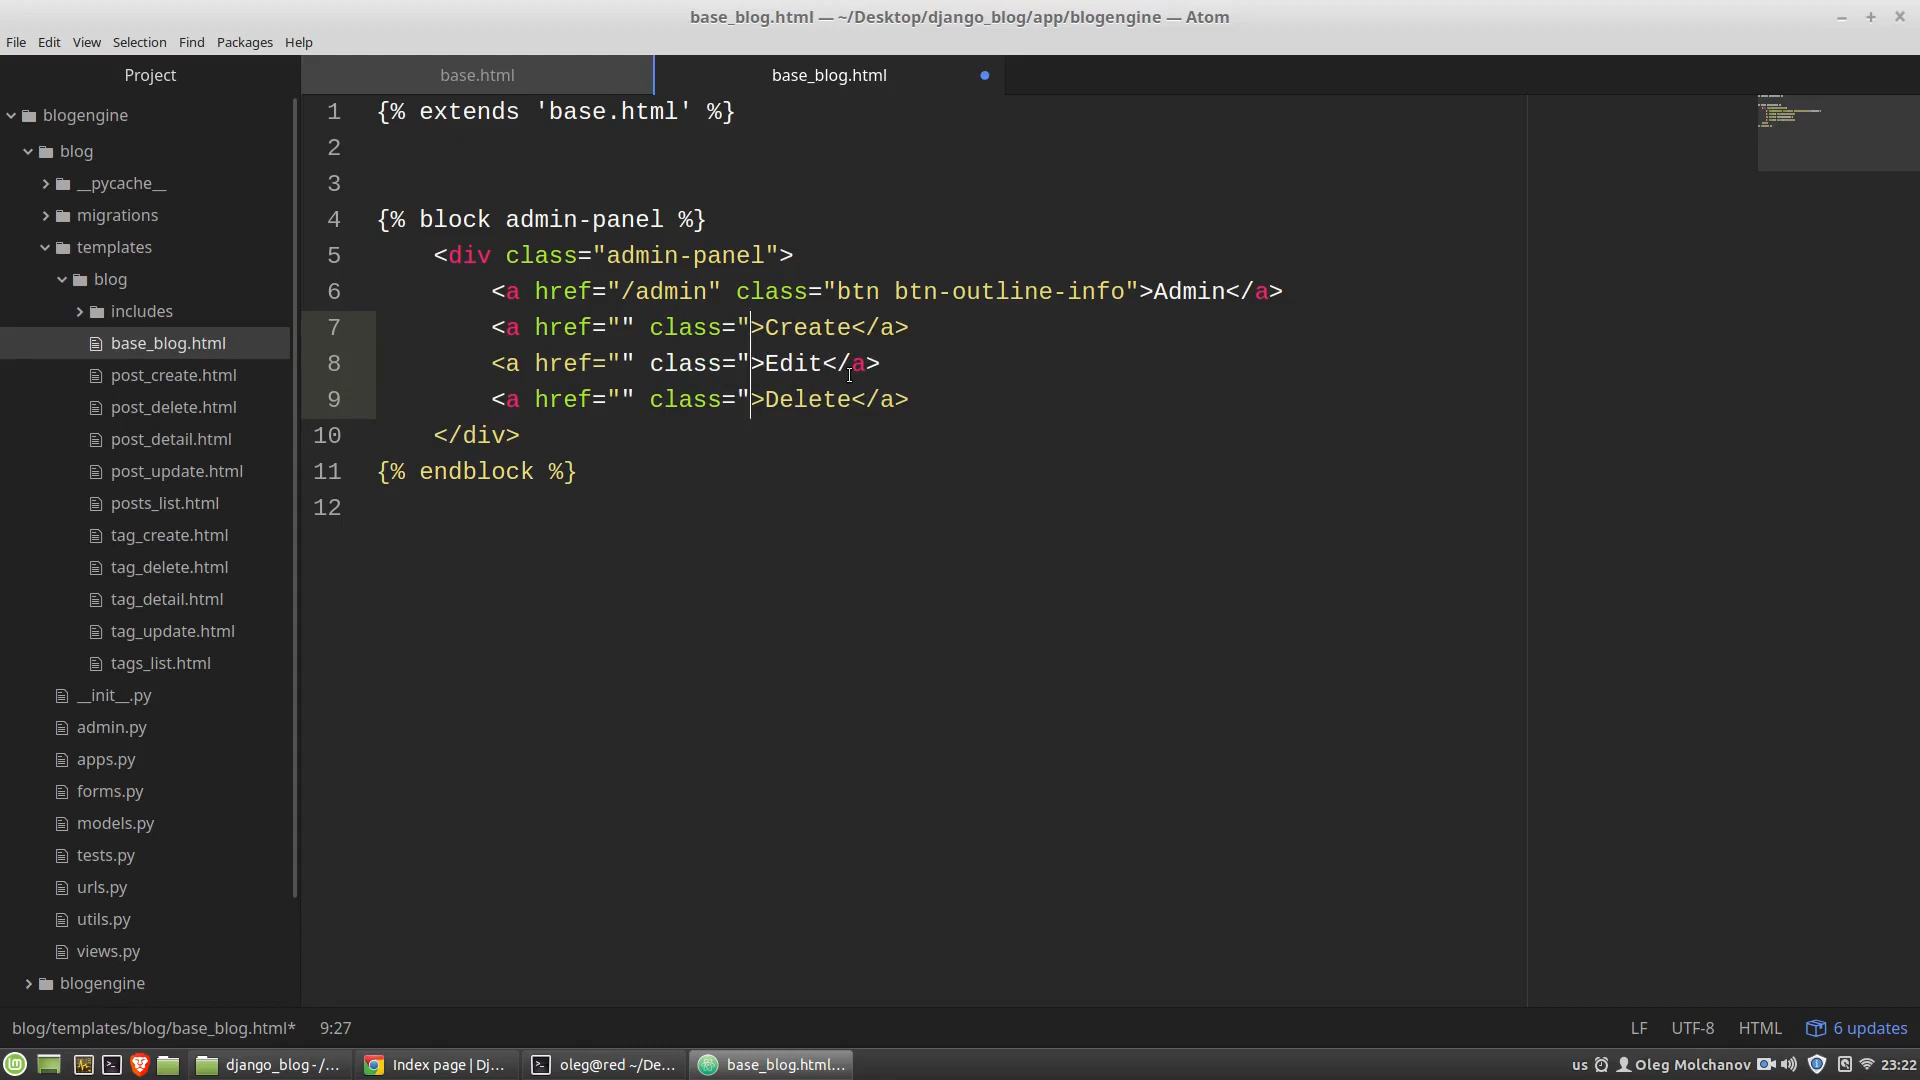 base_blog.html — ~/Desktop/django_blog/app/blogengine — Atom
File Edit View Selection Find Packages Help
Project
base.html
base_blog.html
blogengine
blog
__pycache__
migrations
templates
blog
includes
base_blog.html
post_create.html
post_delete.html
post_detail.html
post_update.html
posts_list.html
tag_create.html
tag_delete.html
tag_detail.html
tag_update.html
tags_list.html
__init__.py
admin.py
apps.py
forms.py
models.py
tests.py
urls.py
utils.py
views.py
blogengine
1 {% extends 'base.html' %}
2
3
4 {% block admin-panel %}
5 <div class="admin-panel">
6 <a href="/admin" class="btn btn-outline-info">Admin</a>
7 <a href="" class=">Create</a>
8 <a href="" class=">Edit</a>
9 <a href="" class=">Delete</a>
10 </div>
11 {% endblock %}
12
blog/templates/blog/base_blog.html* 9:27 LF UTF-8 HTML 6 updates
django_blog - /... Index page | Dj... oleg@red ~/De... base_blog.html... us Oleg Molchanov 23:22